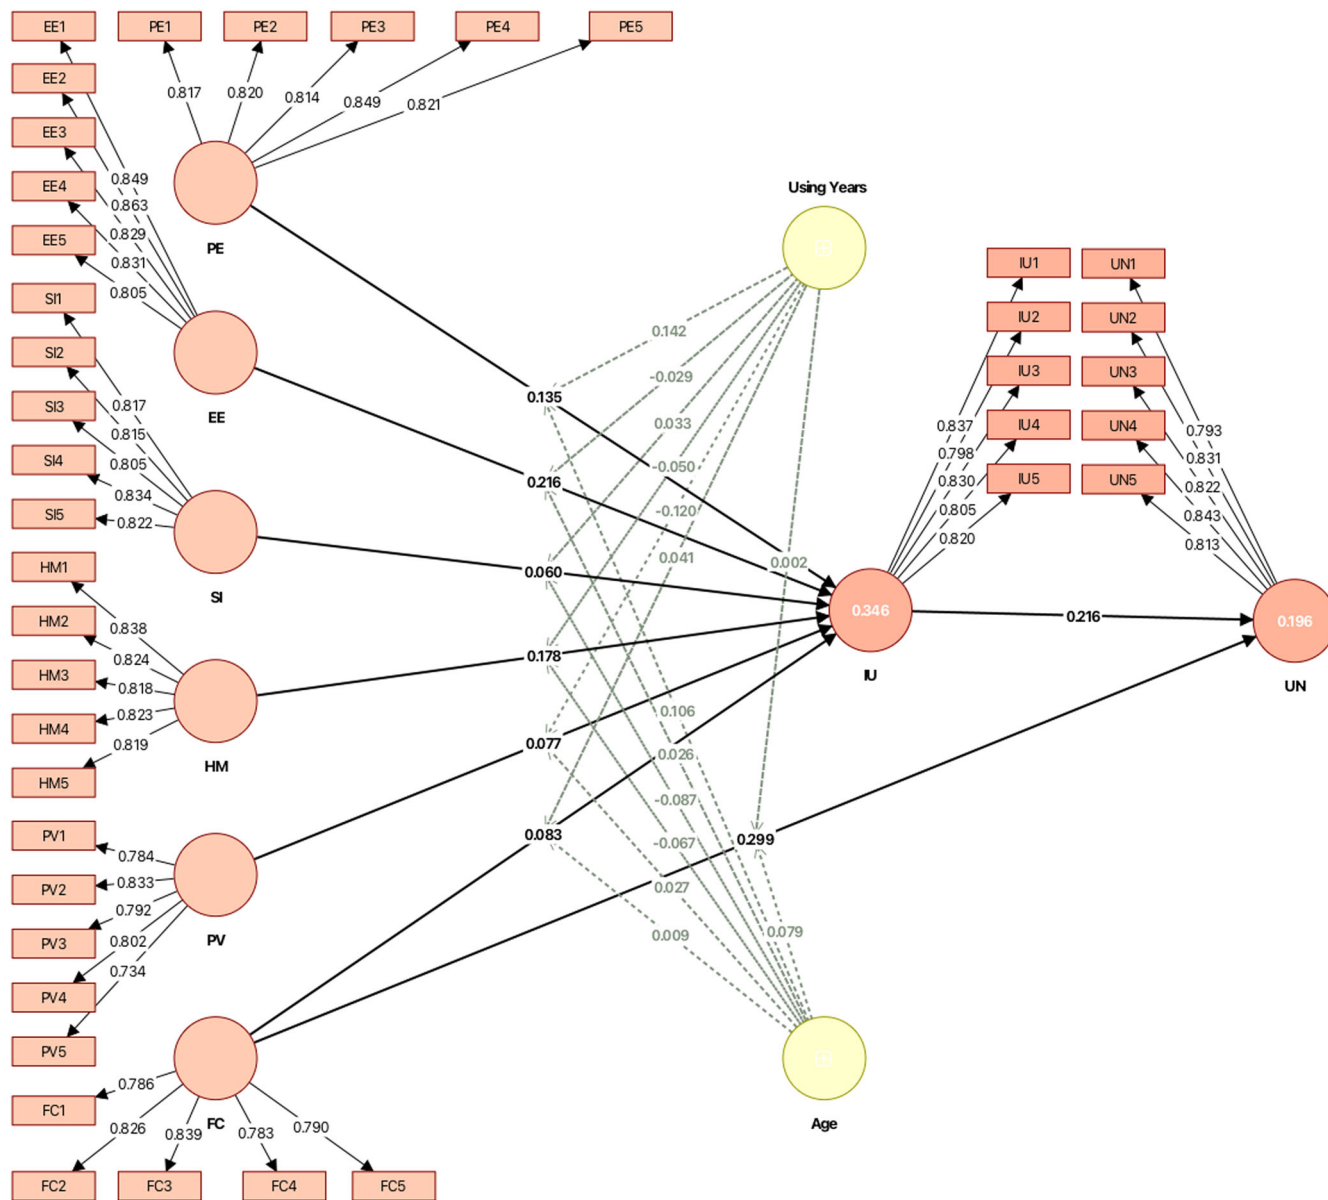 EE1
PE1
PE2
PE3
PE4
PE5
EE2
EE3
EE4
EE5
0.817
0.820
0.814
0.849
0.821
PE
0.849
0.863
0.829
0.831
0.805
EE
SI1
SI2
SI3
SI4
SI5
0.817
0.815
0.805
0.834
0.822
SI
HM1
HM2
HM3
HM4
HM5
0.838
0.824
0.818
0.823
0.819
HM
PV1
PV2
PV3
PV4
PV5
0.784
0.833
0.792
0.802
0.734
PV
FC1
0.786
0.826
0.839
0.783
0.790
FC
FC2
FC3
FC4
FC5
Using Years
0.142
-0.029
0.033
-0.050
-0.120
0.041
0.002
0.135
0.216
0.060
0.178
0.077
0.083
0.299
0.106
0.026
-0.087
-0.067
0.027
0.009
0.079
Age
IU1
IU2
IU3
IU4
IU5
0.837
0.798
0.830
0.805
0.820
0.346
IU
0.216
UN1
UN2
UN3
UN4
UN5
0.793
0.831
0.822
0.843
0.813
0.196
UN